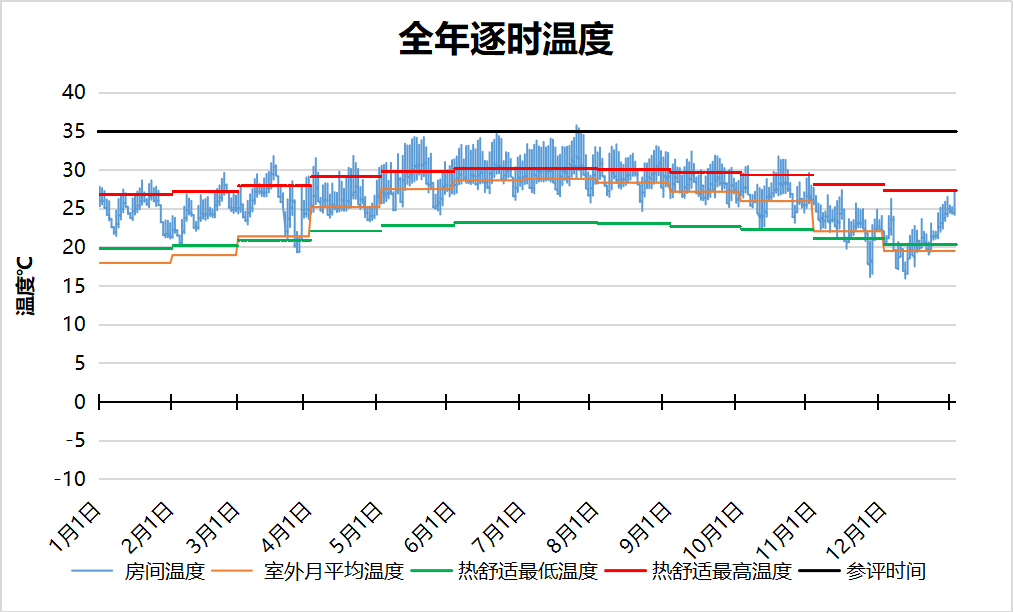 全年逐时温度
40
35
30
25
20
15
10
5
0
-5
-10
温度℃
1月1日
2月1日
3月1日
4月1日
5月1日
6月1日
7月1日
8月1日
9月1日
10月1日
11月1日
12月1日
房间温度 室外月平均温度 热舒适最低温度 热舒适最高温度 参评时间